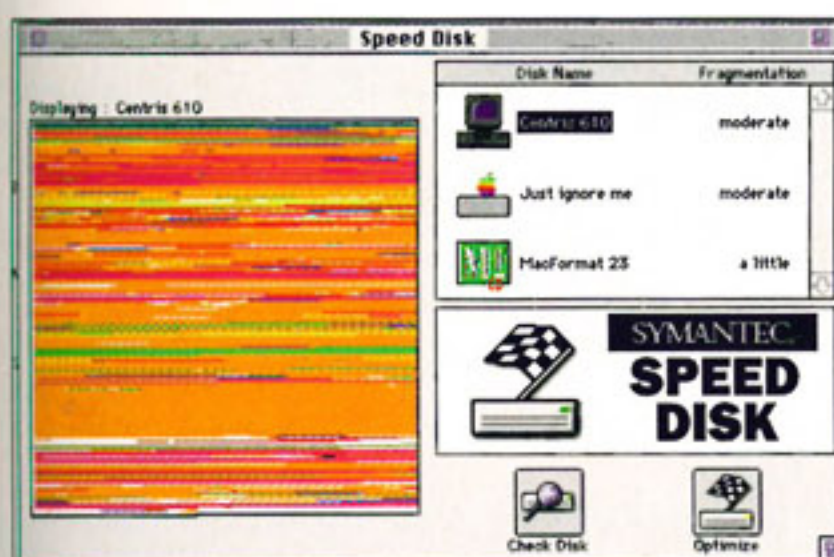 Speed Disk
Displaying : Centris 610
Disk Name Fragmentation
Centris 610 moderate
Just ignore me moderate
MacFormat 23 a little
SYMANTEC.
SPEED
DISK
Check Disk Optimize